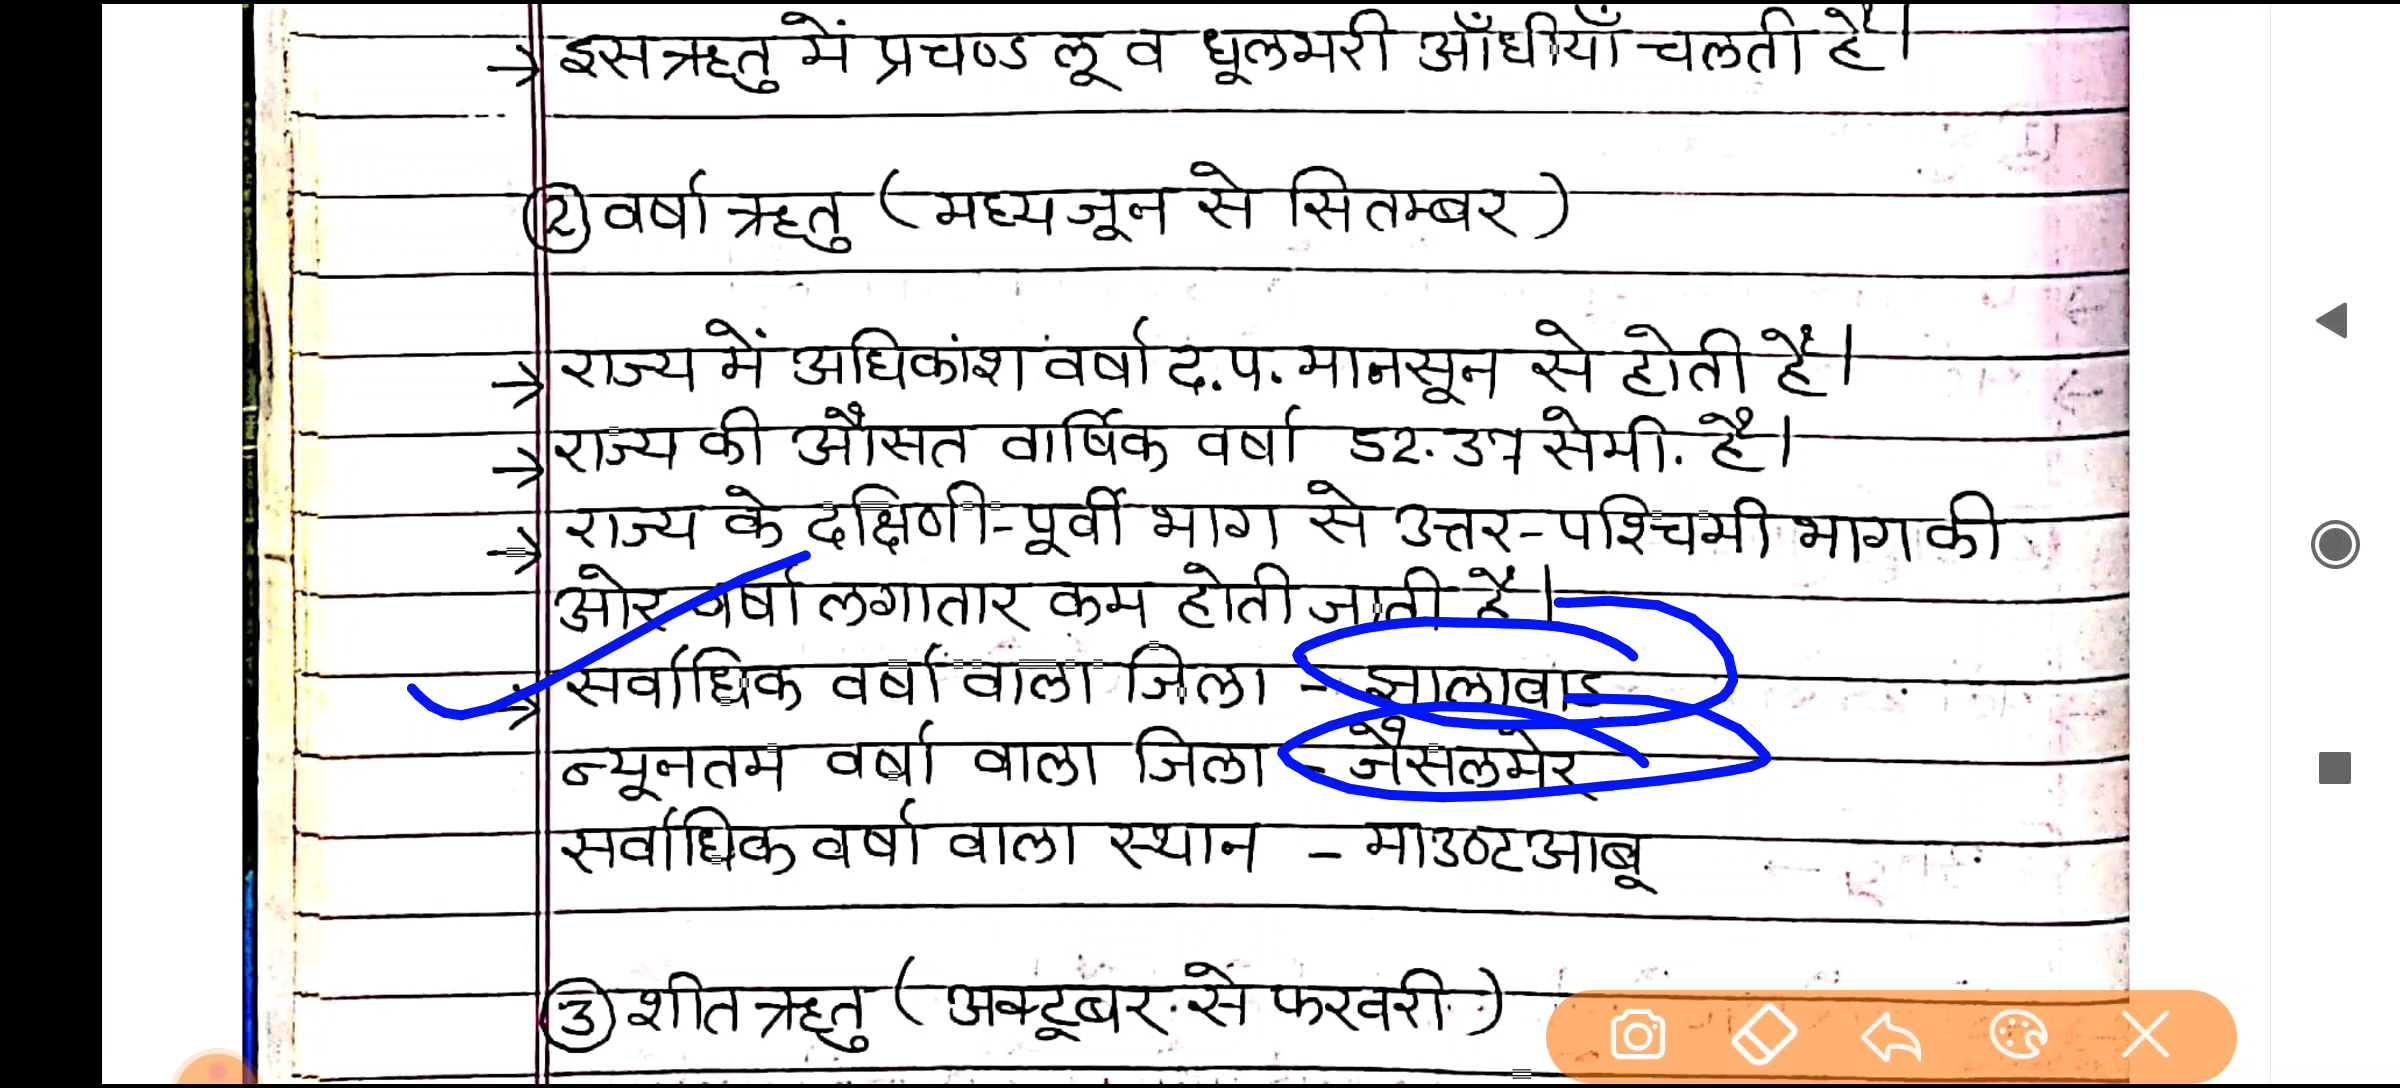 → इस ऋतु में प्रचण्ड लू व धूलभरी आँधीयाँ चलती है।
② वर्षा ऋतु (मध्य जून से सितम्बर)
→ राज्य में अधिकांश वर्षा द.प. मानसून से होती है।
→ राज्य की औसत वार्षिक वर्षा 52.37 सेमी. है।
→ राज्य के दक्षिणी-पूर्वी भाग से उत्तर-पश्चिमी भाग की
ओर वर्षा लगातार कम होती जाती है।
→ सर्वाधिक वर्षा वाला जिला - झालावाड
न्यूनतम वर्षा वाला जिला - जैसलमेर
सर्वाधिक वर्षा वाला स्थान - माउण्ट आबू
③ शीत ऋतु (अक्टूबर से फरवरी)